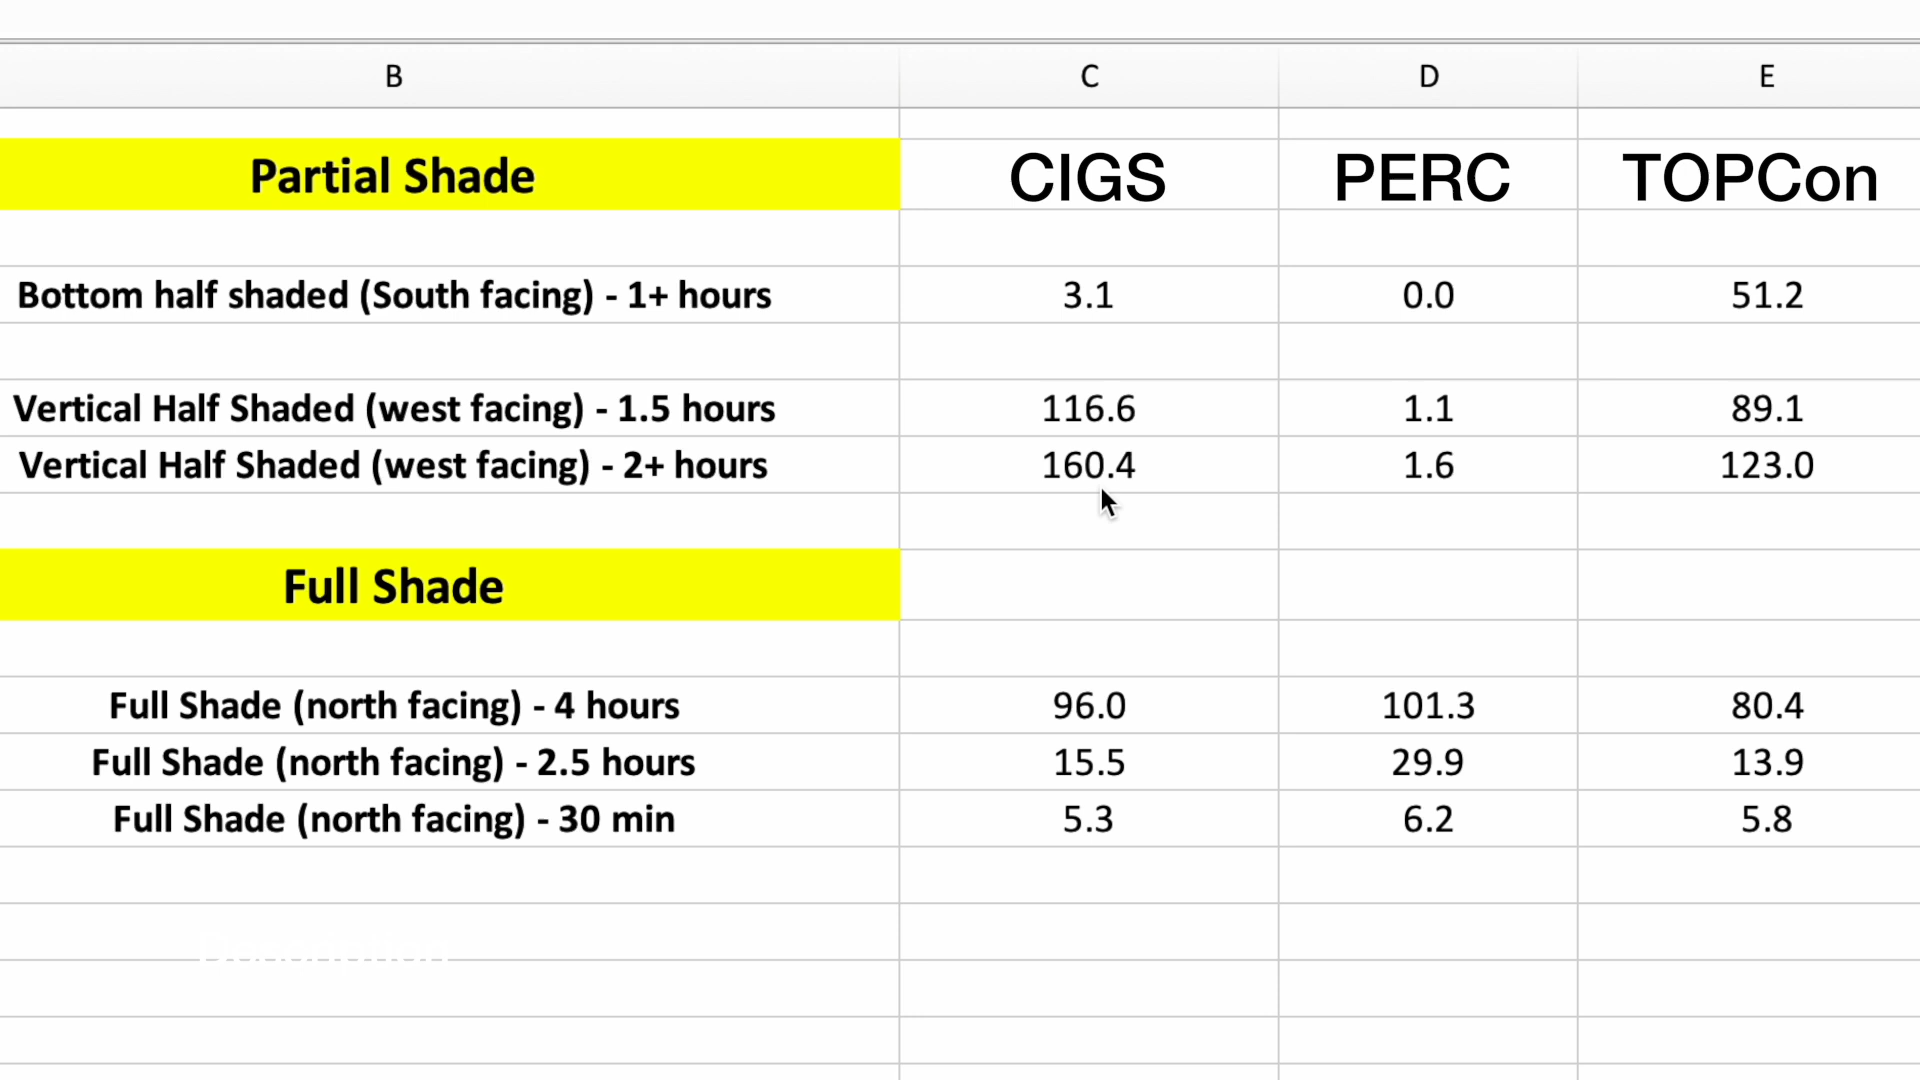 B C D E
Partial Shade CIGS PERC TOPCon
Bottom half shaded (South facing) - 1+ hours 3.1 0.0 51.2
Vertical Half Shaded (west facing) - 1.5 hours 116.6 1.1 89.1
Vertical Half Shaded (west facing) - 2+ hours 160.4 1.6 123.0
Full Shade
Full Shade (north facing) - 4 hours 96.0 101.3 80.4
Full Shade (north facing) - 2.5 hours 15.5 29.9 13.9
Full Shade (north facing) - 30 min 5.3 6.2 5.8